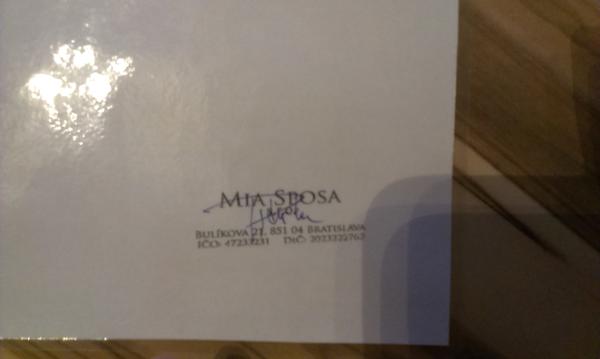 MIA SPOSA
BULÍKOVA 21, 851 04 BRATISLAVA
IČO: 47233231 DIČ: 2023322762